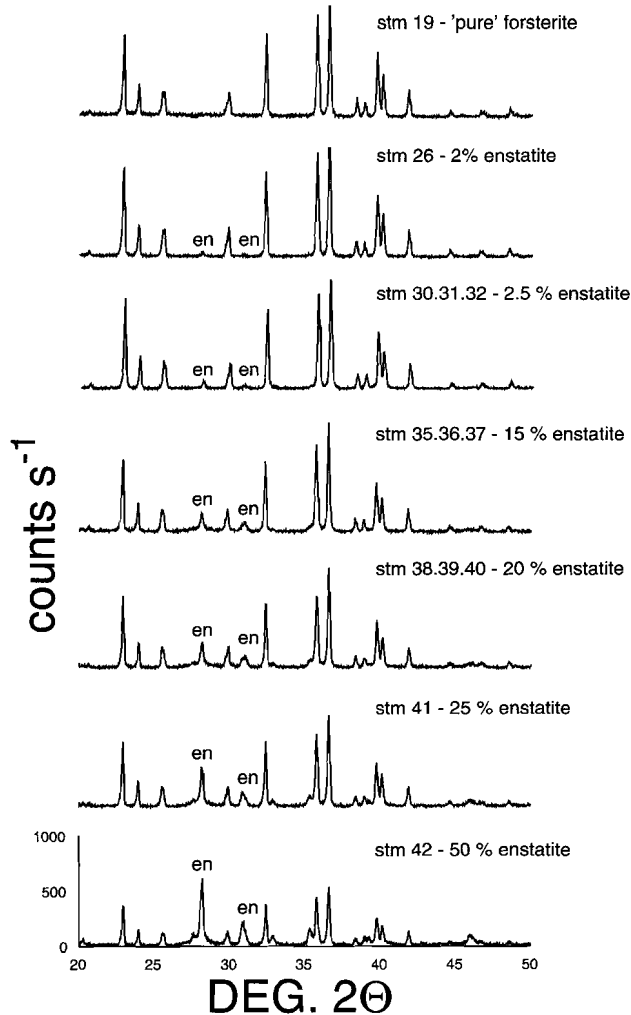 stm 19 - 'pure' forsterite
stm 26 - 2% enstatite
en en
stm 30.31.32 - 2.5 % enstatite
en en
stm 35.36.37 - 15 % enstatite
en en
counts s-1
stm 38.39.40 - 20 % enstatite
en en
stm 41 - 25 % enstatite
en en
1000
stm 42 - 50 % enstatite
en
500
en
0
20 25 30 35 40 45 50
DEG. 2Θ